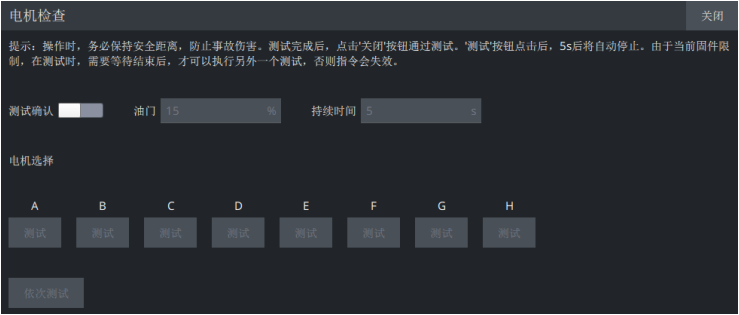 电机检查 关闭
提示：操作时，务必保持安全距离，防止事故伤害。测试完成后，点击'关闭'按钮通过测试。'测试'按钮点击后，5s后将自动停止。由于当前固件限
制，在测试时，需要等待结束后，才可以执行另外一个测试，否则指令会失效。
测试确认 油门 15 % 持续时间 5 s
电机选择
A B C D E F G H
测试 测试 测试 测试 测试 测试 测试 测试
依次测试